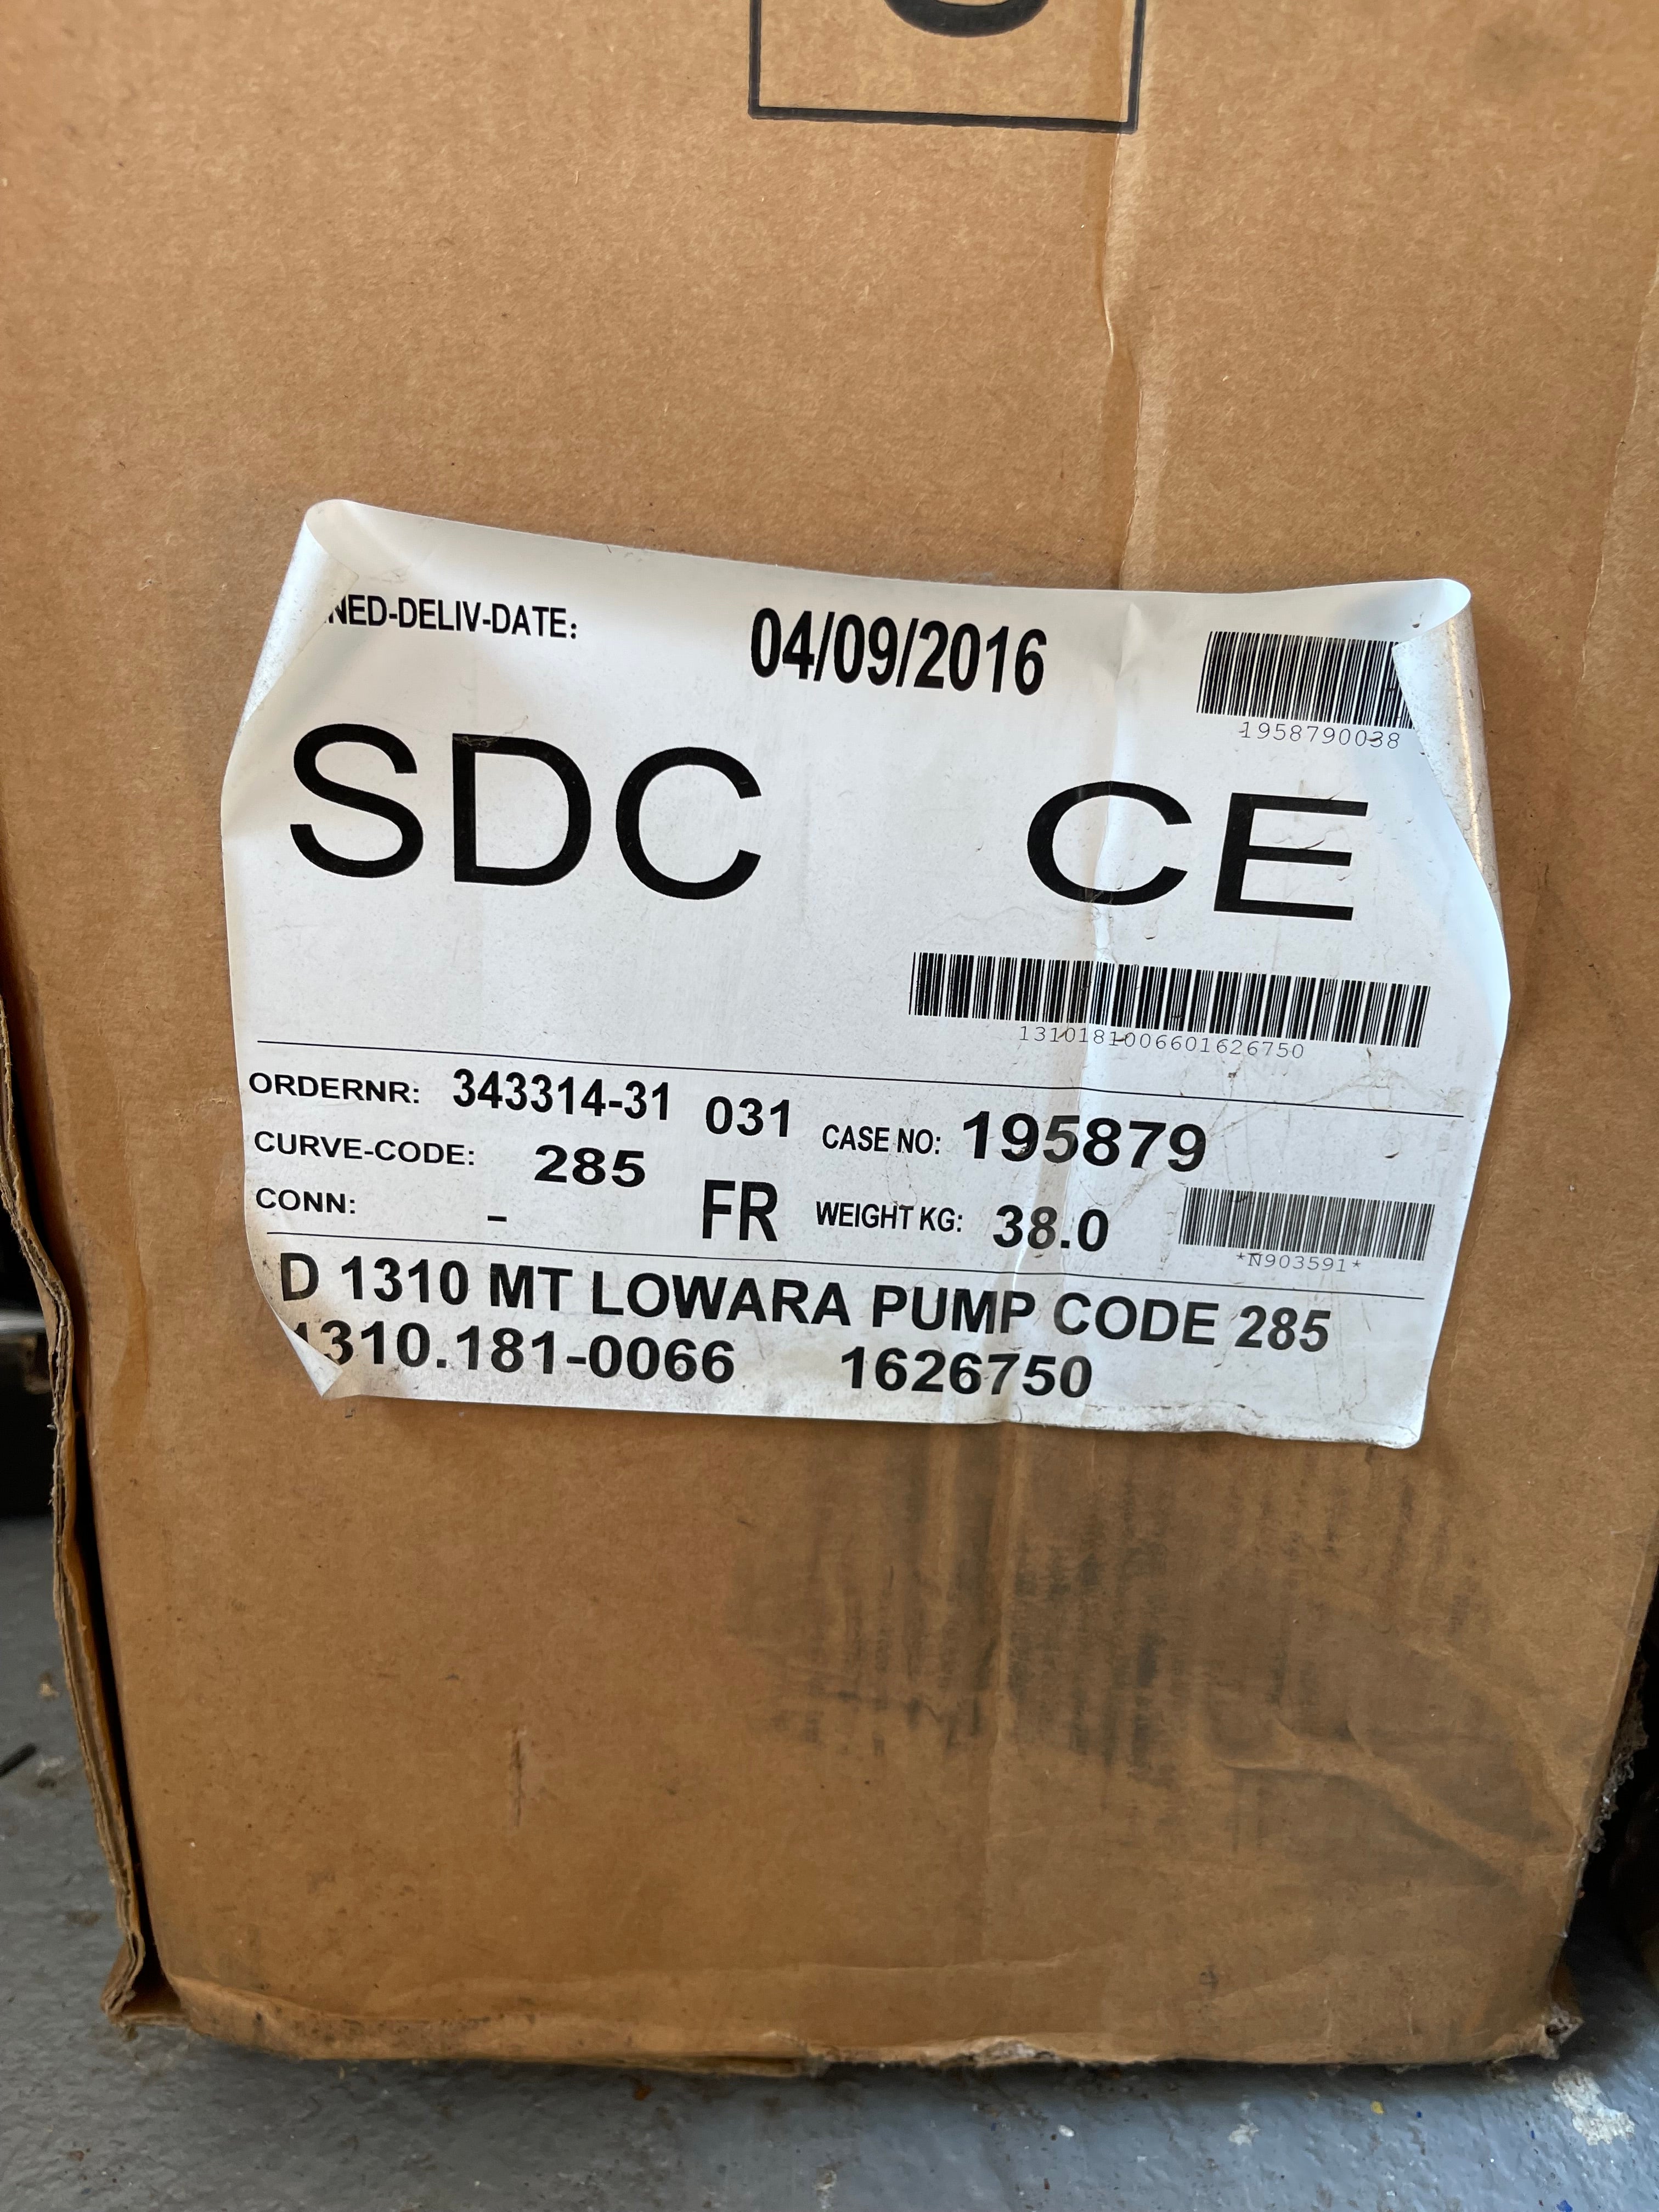 NED-DELIV-DATE: 04/09/2016
1958790038
SDC CE
1310181006601626750
ORDERNR: 343314-31 031 CASE NO: 195879
CURVE-CODE: 285
CONN: - FR WEIGHT KG: 38.0
*N903591*
D 1310 MT LOWARA PUMP CODE 285
1310.181-0066 1626750